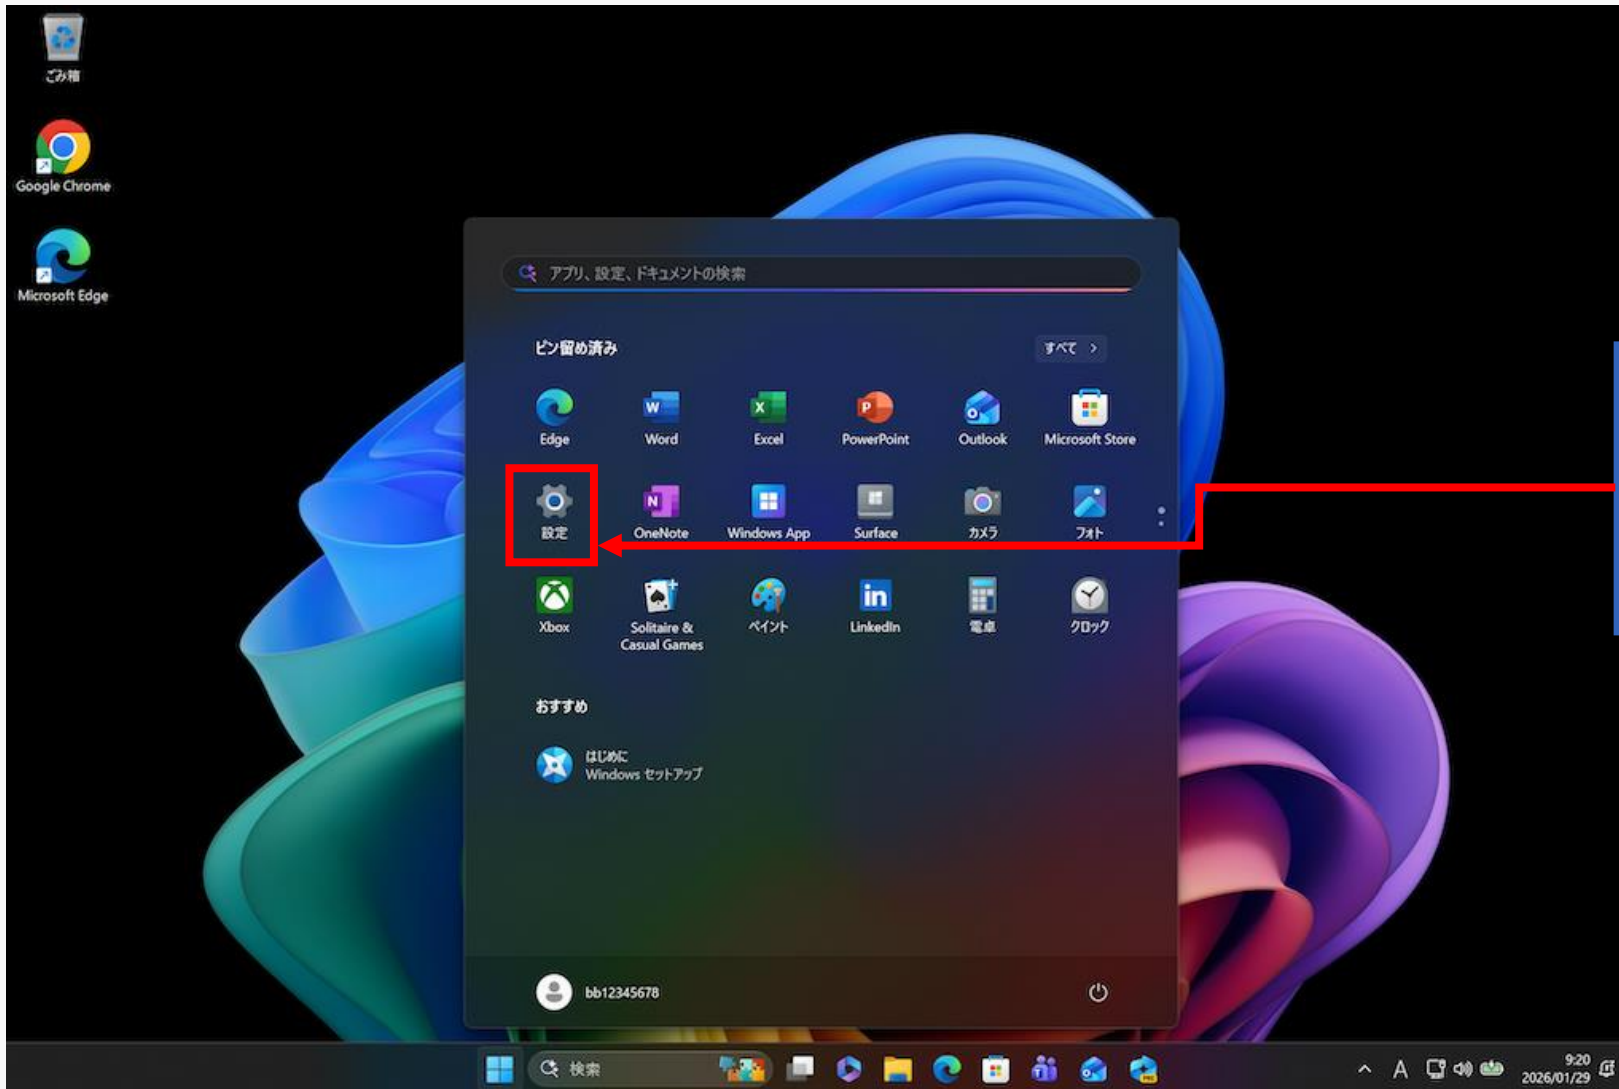 ごみ箱
Google Chrome
Microsoft Edge
アプリ、設定、ドキュメントの検索
ピン留め済み
すべて
Edge
Word
Excel
PowerPoint
Outlook
Microsoft Store
設定
OneNote
Windows App
Surface
カメラ
フォト
Xbox
Solitaire &
Casual Games
ペイント
LinkedIn
電卓
クロック
おすすめ
はじめに
Windows セットアップ
bb12345678
検索
A
9:20
2026/01/29